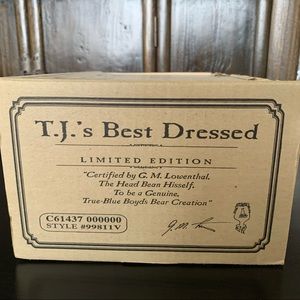 T.J.'s Best Dressed
LIMITED EDITION
"Certified by G. M. Lowenthal,
The Head Bean Hisself,
To be a Genuine,
True-Blue Boyds Bear Creation"
C61437 000000
STYLE #99811V